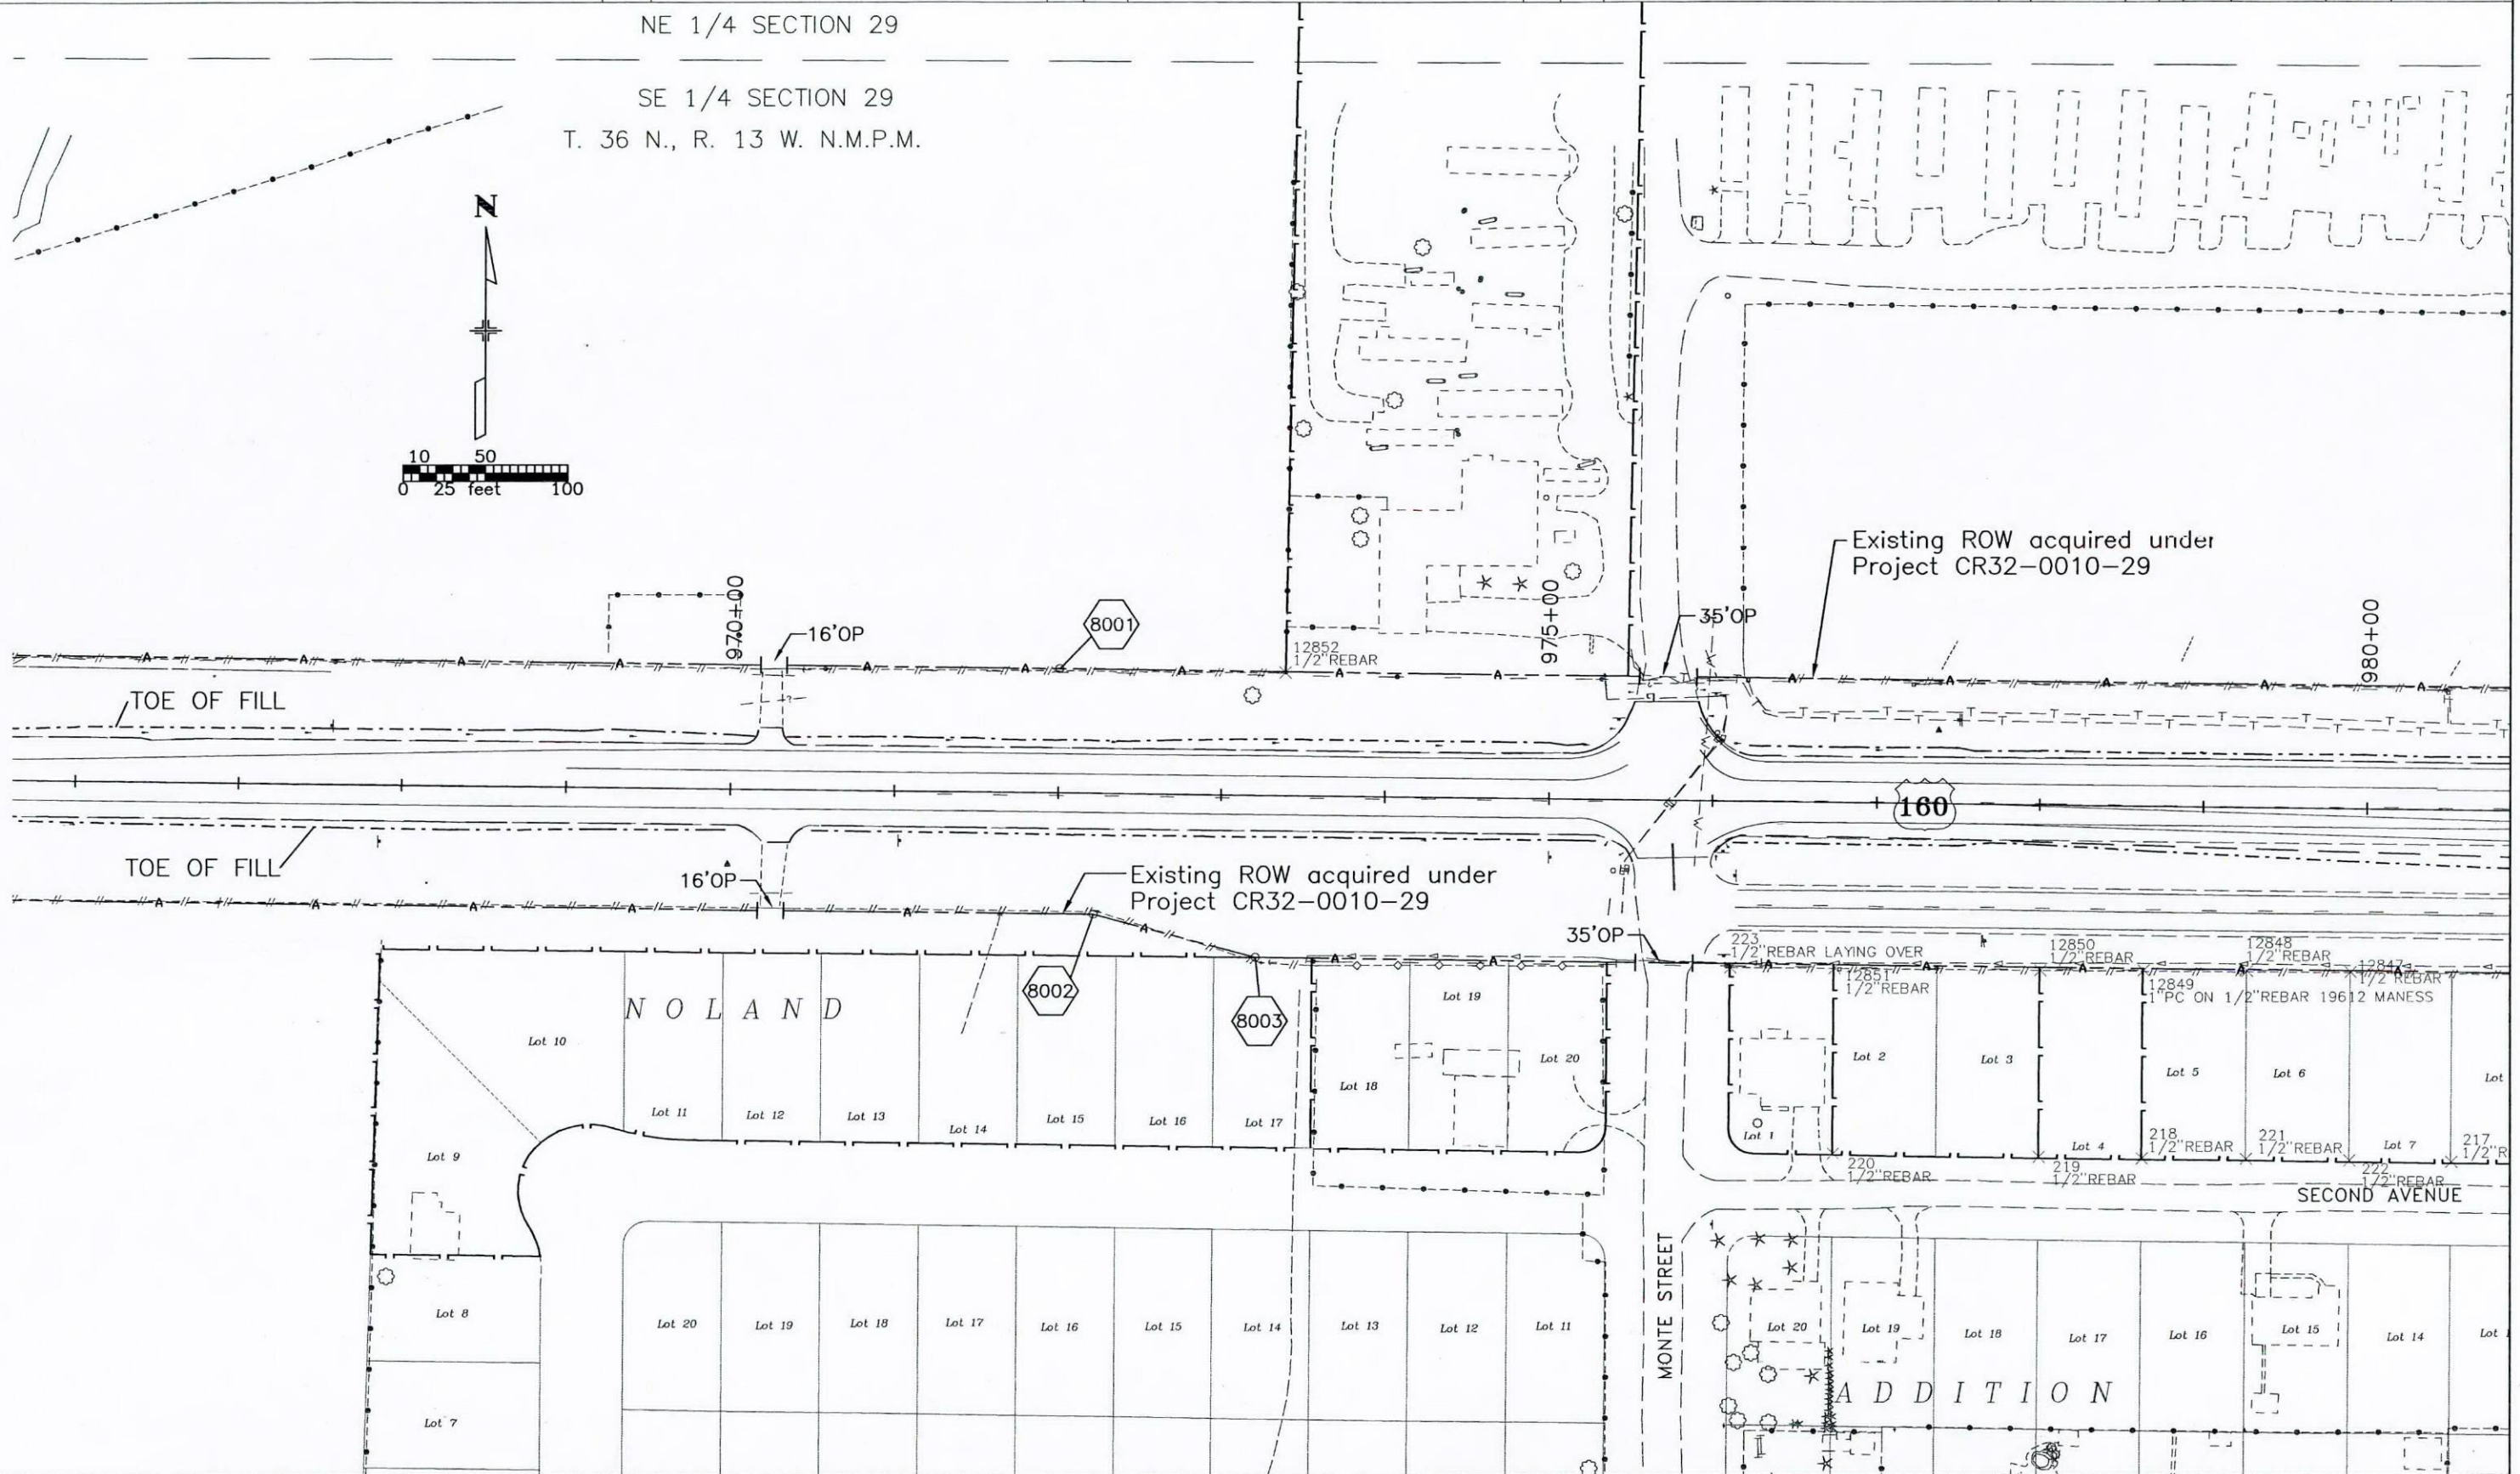 NE 1/4 SECTION 29
SE 1/4 SECTION 29
T. 36 N., R. 13 W. N.M.P.M.
N
10 50
0 25 feet 100
Existing ROW acquired under
Project CR32-0010-29
970+00
975+00
980+00
16'OP
8001
35'OP
12852
1/2"REBAR
TOE OF FILL
160
TOE OF FILL
16'OP
Existing ROW acquired under
Project CR32-0010-29
35'OP
223
1/2"REBAR LAYING OVER
12850
1/2"REBAR
12848
1/2"REBAR
12847
1/2"REBAR
12851
1/2"REBAR
12849
1"PC ON 1/2"REBAR 19612 MANESS
8002
8003
NOLAND
Lot 19
Lot 10
Lot 20
Lot 2
Lot 3
Lot 5
Lot 6
Lot
Lot 18
Lot 11
Lot 12
Lot 13
Lot 14
Lot 15
Lot 16
Lot 17
Lot 1
Lot 4
Lot 7
218
1/2"REBAR
221
1/2"REBAR
217
1/2"R
Lot 9
220
1/2"REBAR
219
1/2"REBAR
222
1/2"REBAR
SECOND AVENUE
MONTE STREET
Lot 8
Lot 20
Lot 19
Lot 18
Lot 17
Lot 16
Lot 15
Lot 14
Lot 13
Lot 12
Lot 11
Lot 20
Lot 19
Lot 18
Lot 17
Lot 16
Lot 15
Lot 14
Lot
ADDITION
Lot 7